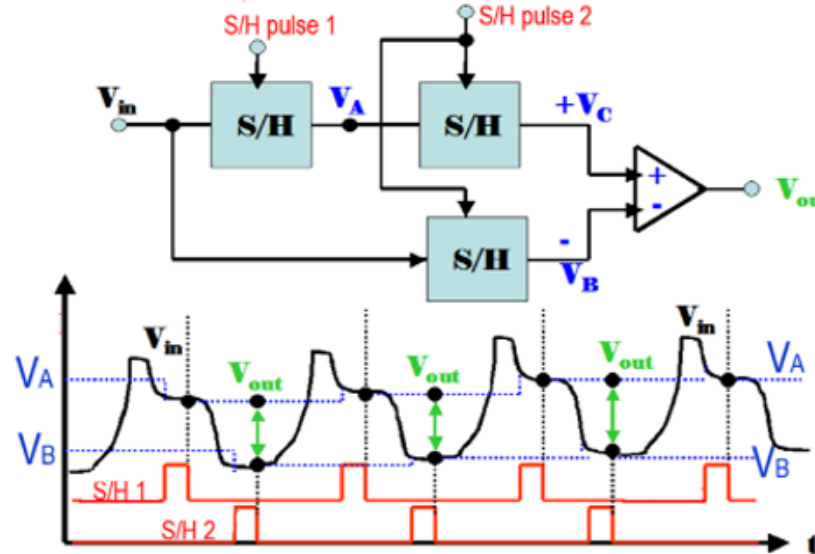 S/H pulse 1
S/H pulse 2
Vin
VA
+VC
S/H
S/H
+
-
Vou
S/H
-
VB
Vin
Vin
VA
Vout
Vout
Vout
VA
VB
VB
S/H 1
S/H 2
t